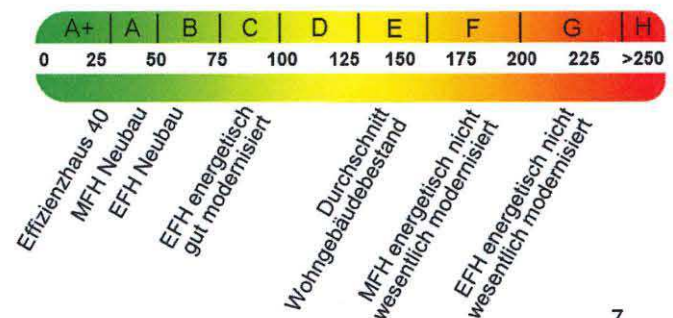 A+ A B C D E F G H
0 25 50 75 100 125 150 175 200 225 >250
Effizienzhaus 40
MFH Neubau
EFH Neubau
EFH energetisch
gut modernisiert
Durchschnitt
Wohngebäudebestand
MFH energetisch nicht
wesentlich modernisiert
EFH energetisch nicht
wesentlich modernisiert
7